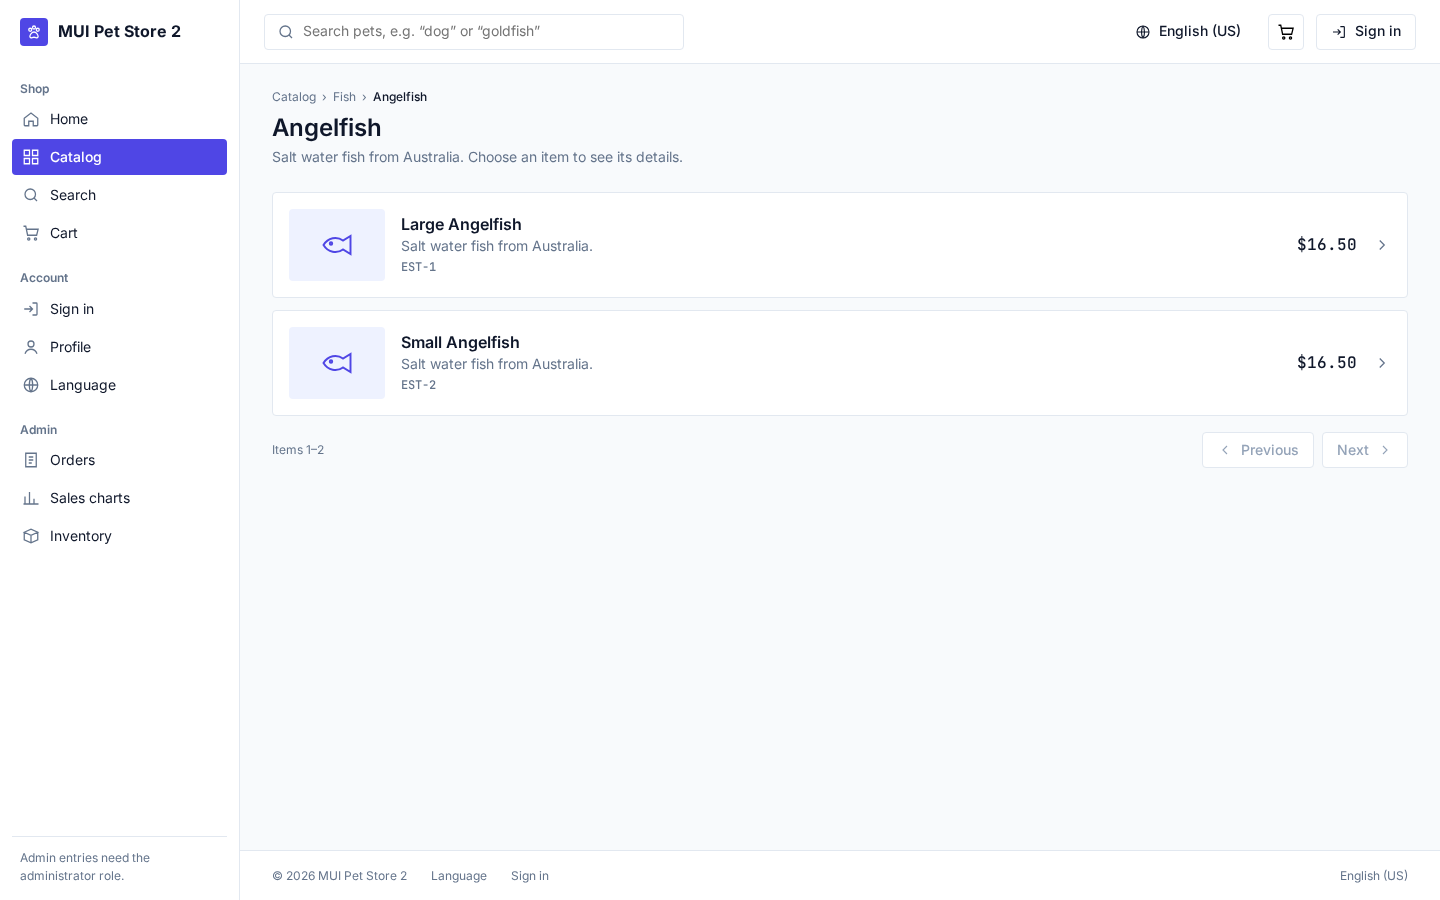 MUI Pet Store 2
Search pets, e.g. “dog” or “goldfish”
English (US)
Sign in
Shop
Home
Catalog
Search
Cart
Account
Sign in
Profile
Language
Admin
Orders
Sales charts
Inventory
Admin entries need the
administrator role.
Catalog › Fish › Angelfish
Angelfish
Salt water fish from Australia. Choose an item to see its details.
Large Angelfish
Salt water fish from Australia.
EST-1
$16.50
Small Angelfish
Salt water fish from Australia.
EST-2
$16.50
Items 1–2
Previous
Next
© 2026 MUI Pet Store 2
Language
Sign in
English (US)